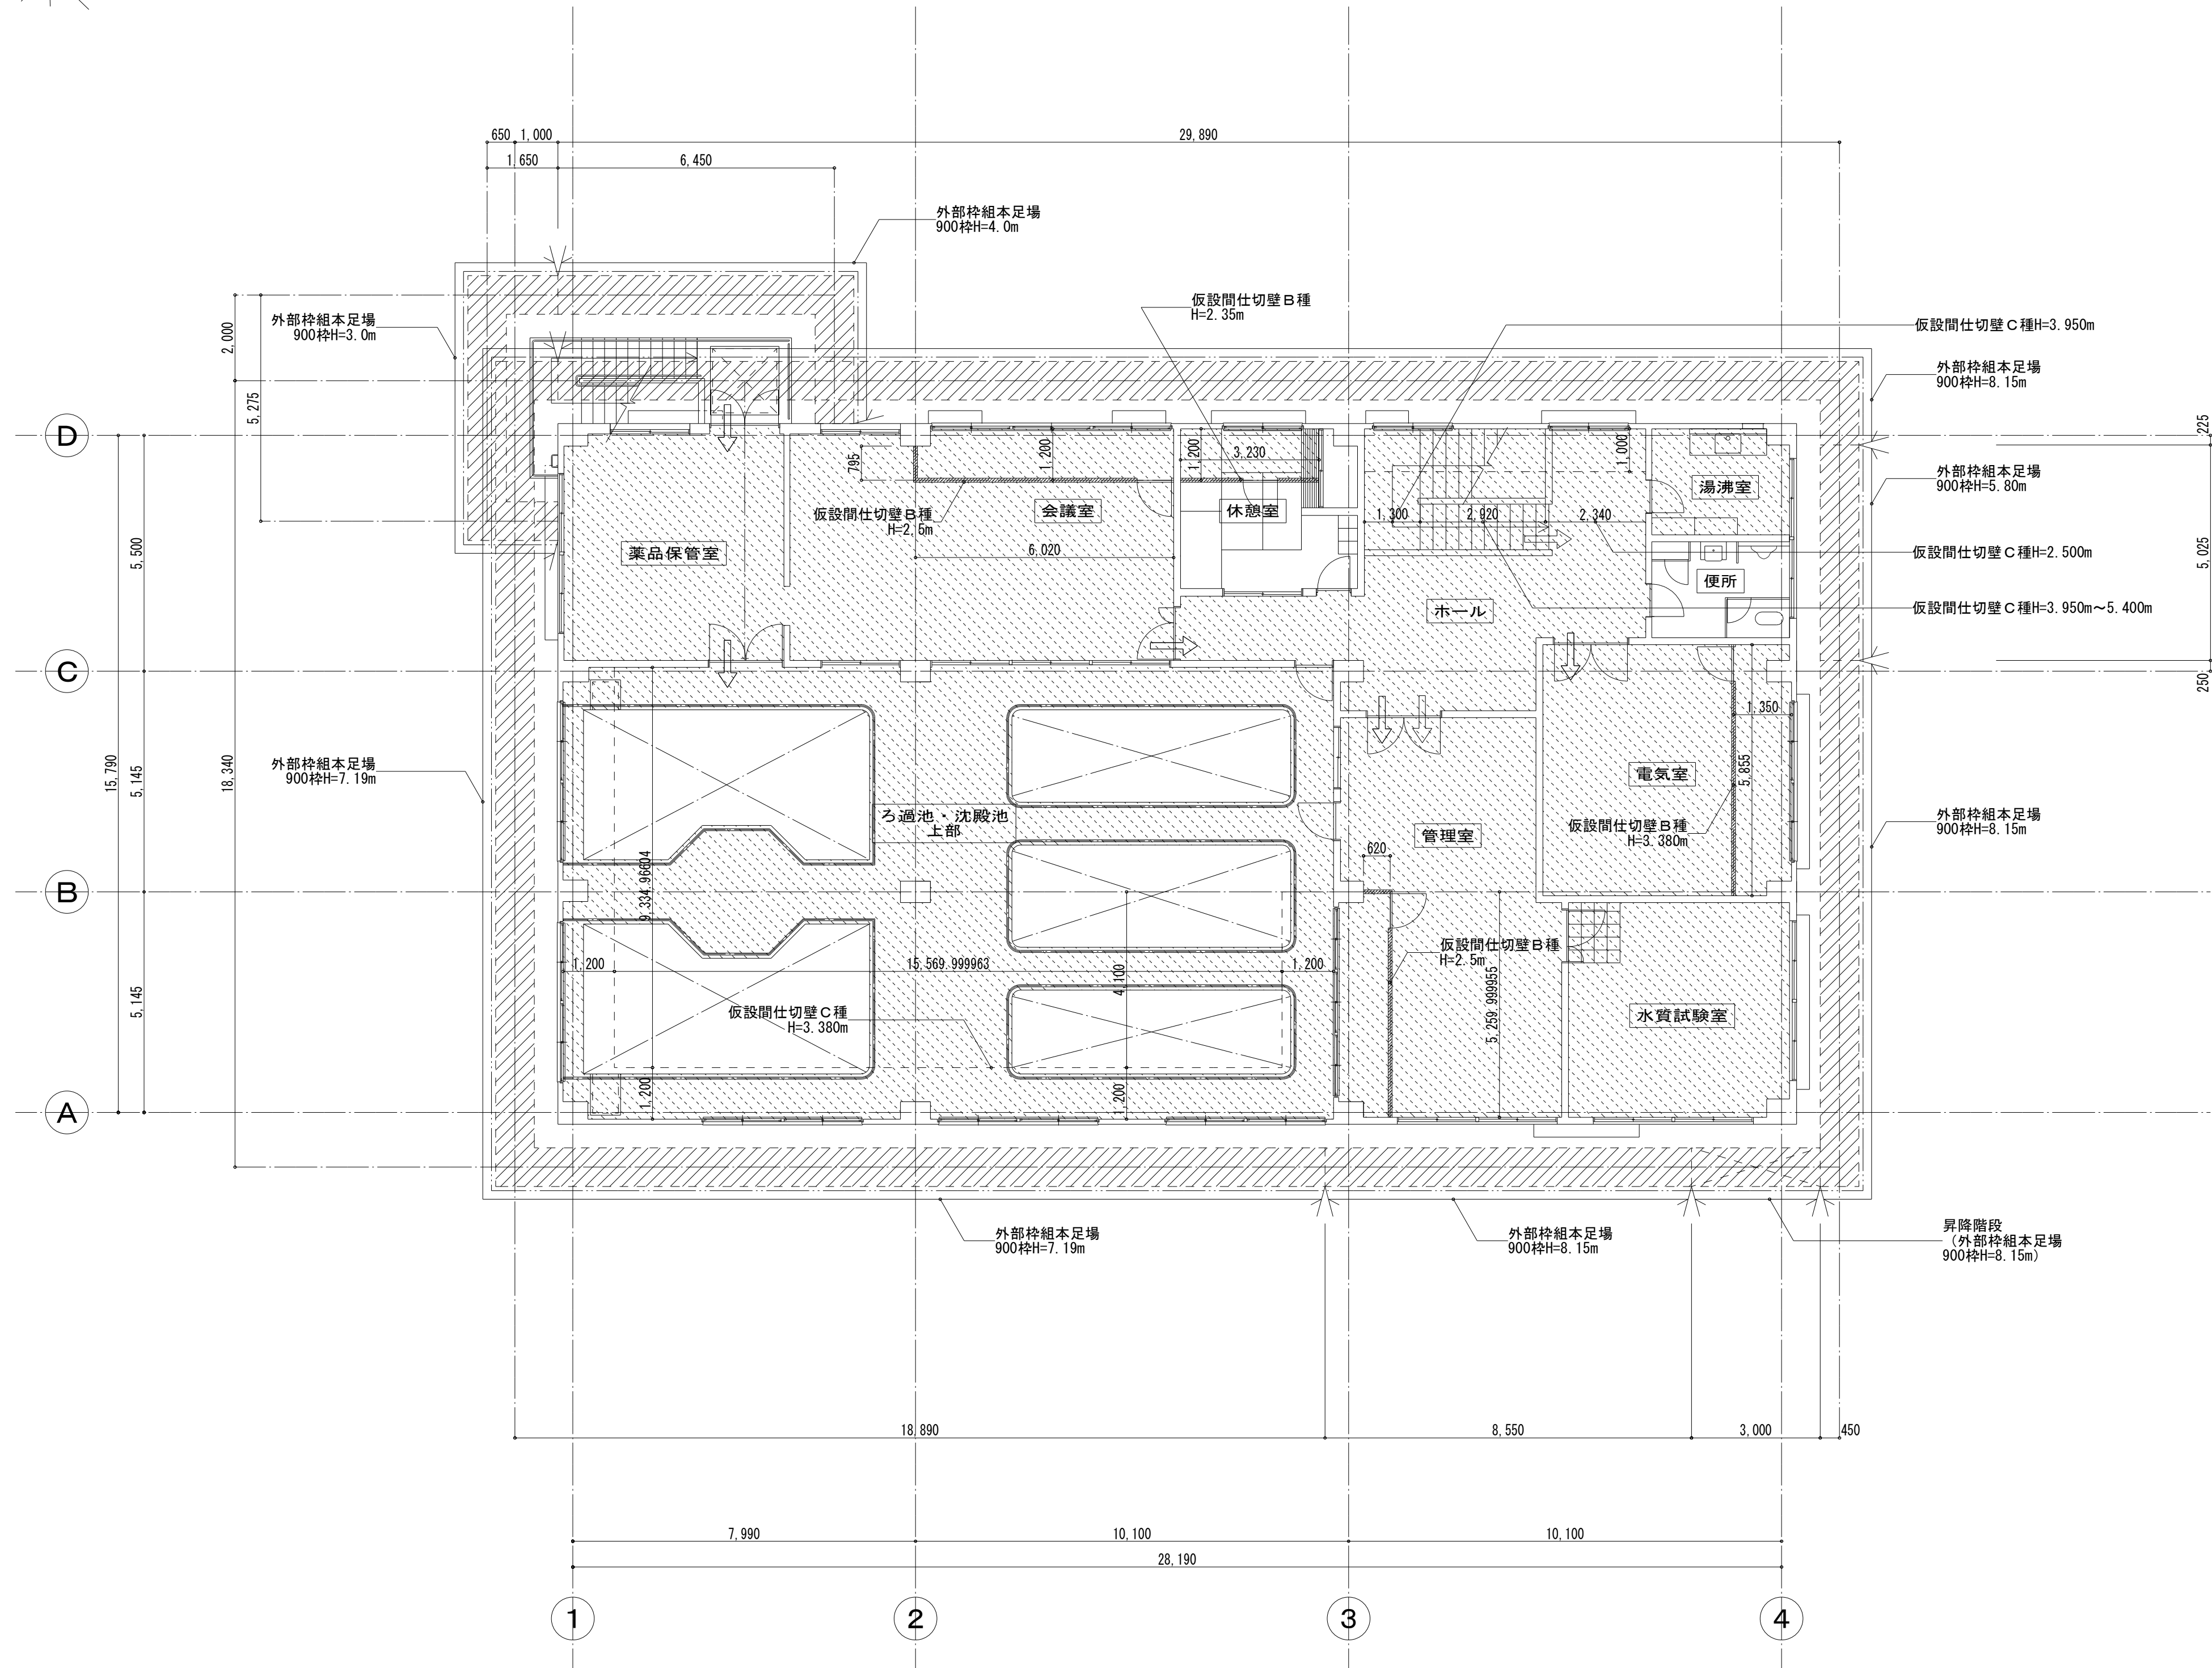 650
1,000
29,890
1,650
6,450
外部枠組本足場
900枠H=4.0m
仮設間仕切壁B種
H=2.35m
外部枠組本足場
900枠H=3.0m
仮設間仕切壁C種H=3.950m
外部枠組本足場
900枠H=8.15m
2,000
5,275
D
225
795
1,200
1,200
3,230
1,000
外部枠組本足場
900枠H=5.80m
湯沸室
仮設間仕切壁B種
H=2.5m
会議室
休憩室
1,300
2,920
2,340
薬品保管室
6,020
仮設間仕切壁C種H=2.500m
5,500
5,025
便所
ホール
仮設間仕切壁C種H=3.950m～5.400m
C
250
1,350
外部枠組本足場
900枠H=7.19m
15,790
5,145
18,340
電気室
5,855
ろ過池・沈殿池
上部
管理室
仮設間仕切壁B種
H=3.380m
外部枠組本足場
900枠H=8.15m
620
9,334.96604
B
仮設間仕切壁B種
H=2.5m
1,200
15,569.999963
1,200
4,100
5,145
5,259.999955
仮設間仕切壁C種
H=3.380m
水質試験室
1,200
1,200
A
外部枠組本足場
900枠H=7.19m
外部枠組本足場
900枠H=8.15m
昇降階段
（外部枠組本足場
900枠H=8.15m）
18,890
8,550
3,000
450
7,990
10,100
10,100
28,190
1
2
3
4